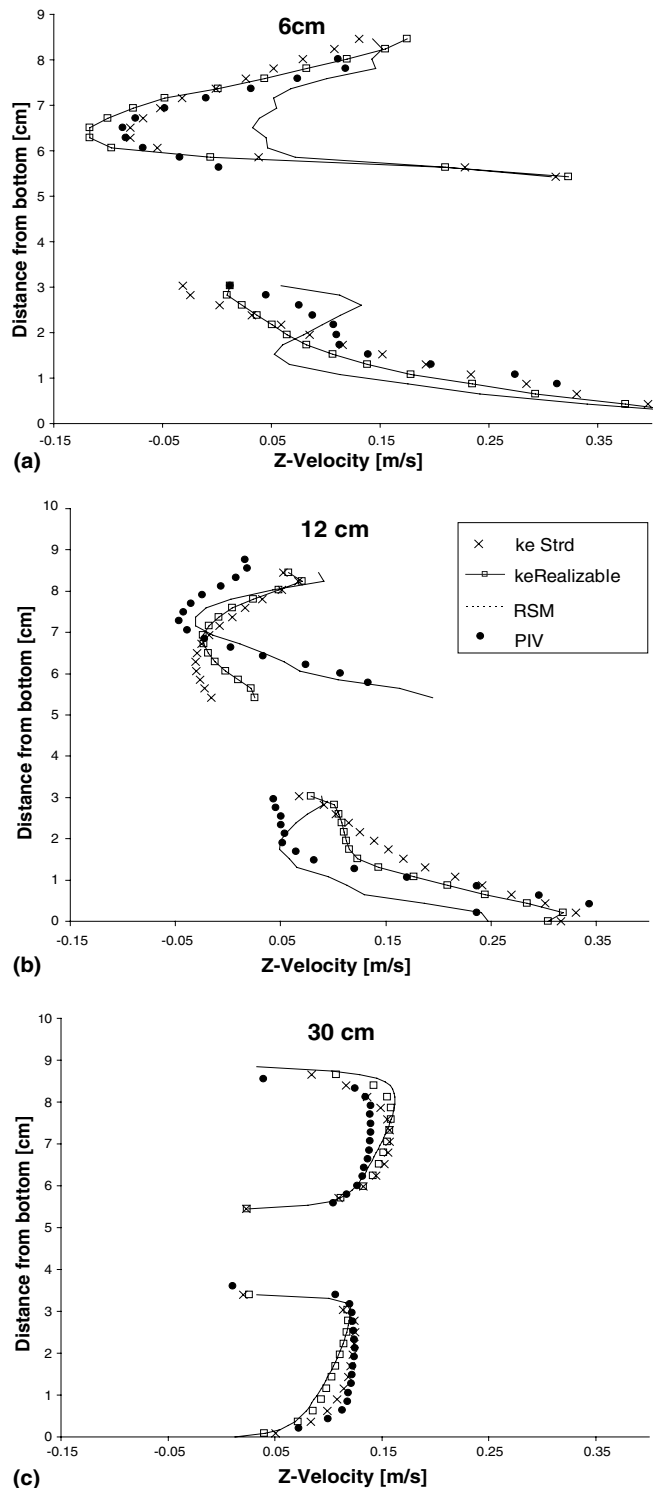 6cm
9
8
7
6
5
4
3
2
1
0
Distance from bottom [cm]
-0.15 -0.05 0.05 0.15 0.25 0.35
Z-Velocity [m/s]
(a)
12 cm
10
9
8
7
6
5
4
3
2
1
0
Distance from bottom [cm]
ke Strd
keRealizable
RSM
PIV
-0.15 -0.05 0.05 0.15 0.25 0.35
Z-Velocity [m/s]
(b)
30 cm
10
9
8
7
6
5
4
3
2
1
0
Distance from bottom [cm]
-0.15 -0.05 0.05 0.15 0.25 0.35
Z-Velocity [m/s]
(c)